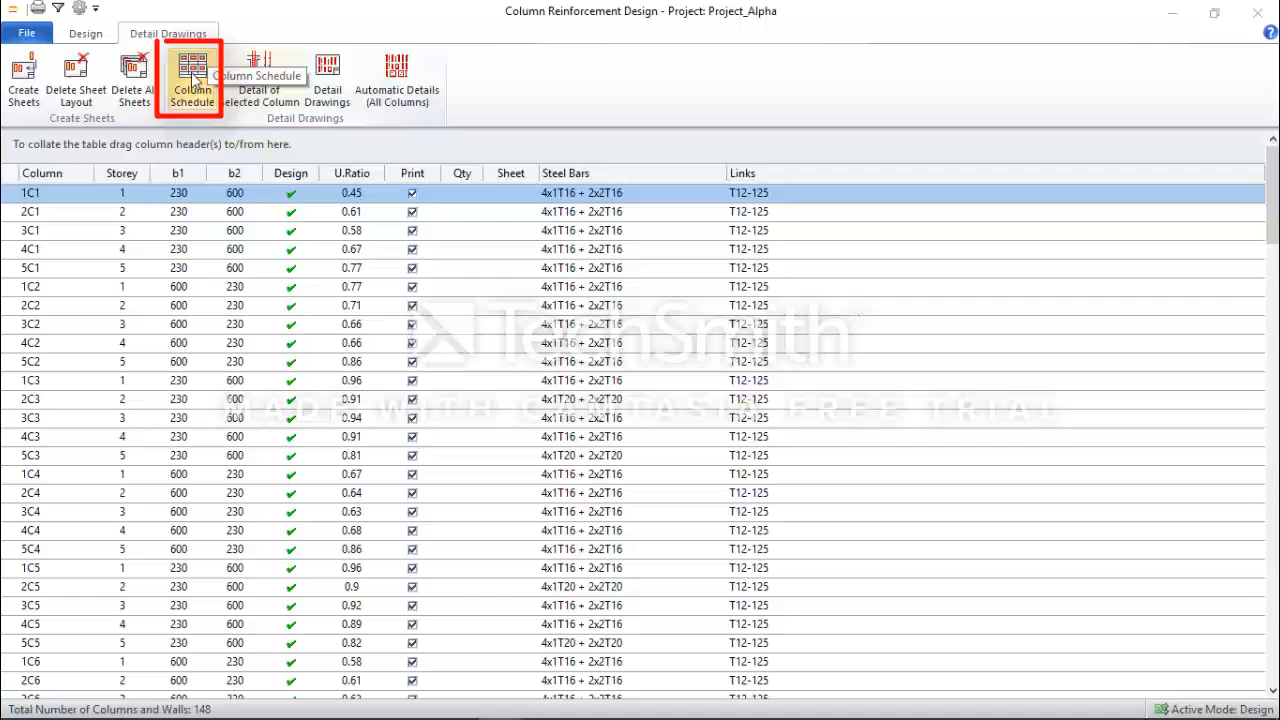 Column Reinforcement Design - Project: Project_Alpha
File Design Detail Drawings
Column Schedule
Create Sheets
Delete Sheet Layout
Delete All Sheets
Column Schedule
Detail of Selected Column
Detail Drawings
Automatic Details (All Columns)
Create Sheets Detail Drawings
To collate the table drag column header(s) to/from here.
Column Storey b1 b2 Design U.Ratio Print Qty Sheet Steel Bars Links
1C1 1 230 600 0.45 4x1T16 + 2x2T16 T12-125
2C1 2 230 600 0.61 4x1T16 + 2x2T16 T12-125
3C1 3 230 600 0.58 4x1T16 + 2x2T16 T12-125
4C1 4 230 600 0.67 4x1T16 + 2x2T16 T12-125
5C1 5 230 600 0.77 4x1T16 + 2x2T16 T12-125
1C2 1 600 230 0.77 4x1T16 + 2x2T16 T12-125
2C2 2 600 230 0.71 4x1T16 + 2x2T16 T12-125
3C2 3 600 230 0.66 4x1T16 + 2x2T16 T12-125
4C2 4 600 230 0.66 4x1T16 + 2x2T16 T12-125
5C2 5 600 230 0.86 4x1T16 + 2x2T16 T12-125
1C3 1 230 600 0.96 4x1T16 + 2x2T16 T12-125
2C3 2 230 600 0.91 4x1T20 + 2x2T20 T12-125
3C3 3 230 600 0.94 4x1T16 + 2x2T16 T12-125
4C3 4 230 600 0.91 4x1T16 + 2x2T16 T12-125
5C3 5 230 600 0.81 4x1T20 + 2x2T20 T12-125
1C4 1 600 230 0.67 4x1T16 + 2x2T16 T12-125
2C4 2 600 230 0.64 4x1T16 + 2x2T16 T12-125
3C4 3 600 230 0.63 4x1T16 + 2x2T16 T12-125
4C4 4 600 230 0.68 4x1T16 + 2x2T16 T12-125
5C4 5 600 230 0.86 4x1T16 + 2x2T16 T12-125
1C5 1 600 230 0.96 4x1T16 + 2x2T16 T12-125
2C5 2 600 230 0.9 4x1T20 + 2x2T20 T12-125
3C5 3 600 230 0.92 4x1T16 + 2x2T16 T12-125
4C5 4 600 230 0.89 4x1T16 + 2x2T16 T12-125
5C5 5 600 230 0.82 4x1T20 + 2x2T20 T12-125
1C6 1 600 230 0.58 4x1T16 + 2x2T16 T12-125
2C6 2 600 230 0.61 4x1T16 + 2x2T16 T12-125
TechSmith
MADE WITH CAMTASIA FREE TRIAL
Total Number of Columns and Walls: 148
Active Mode: Design